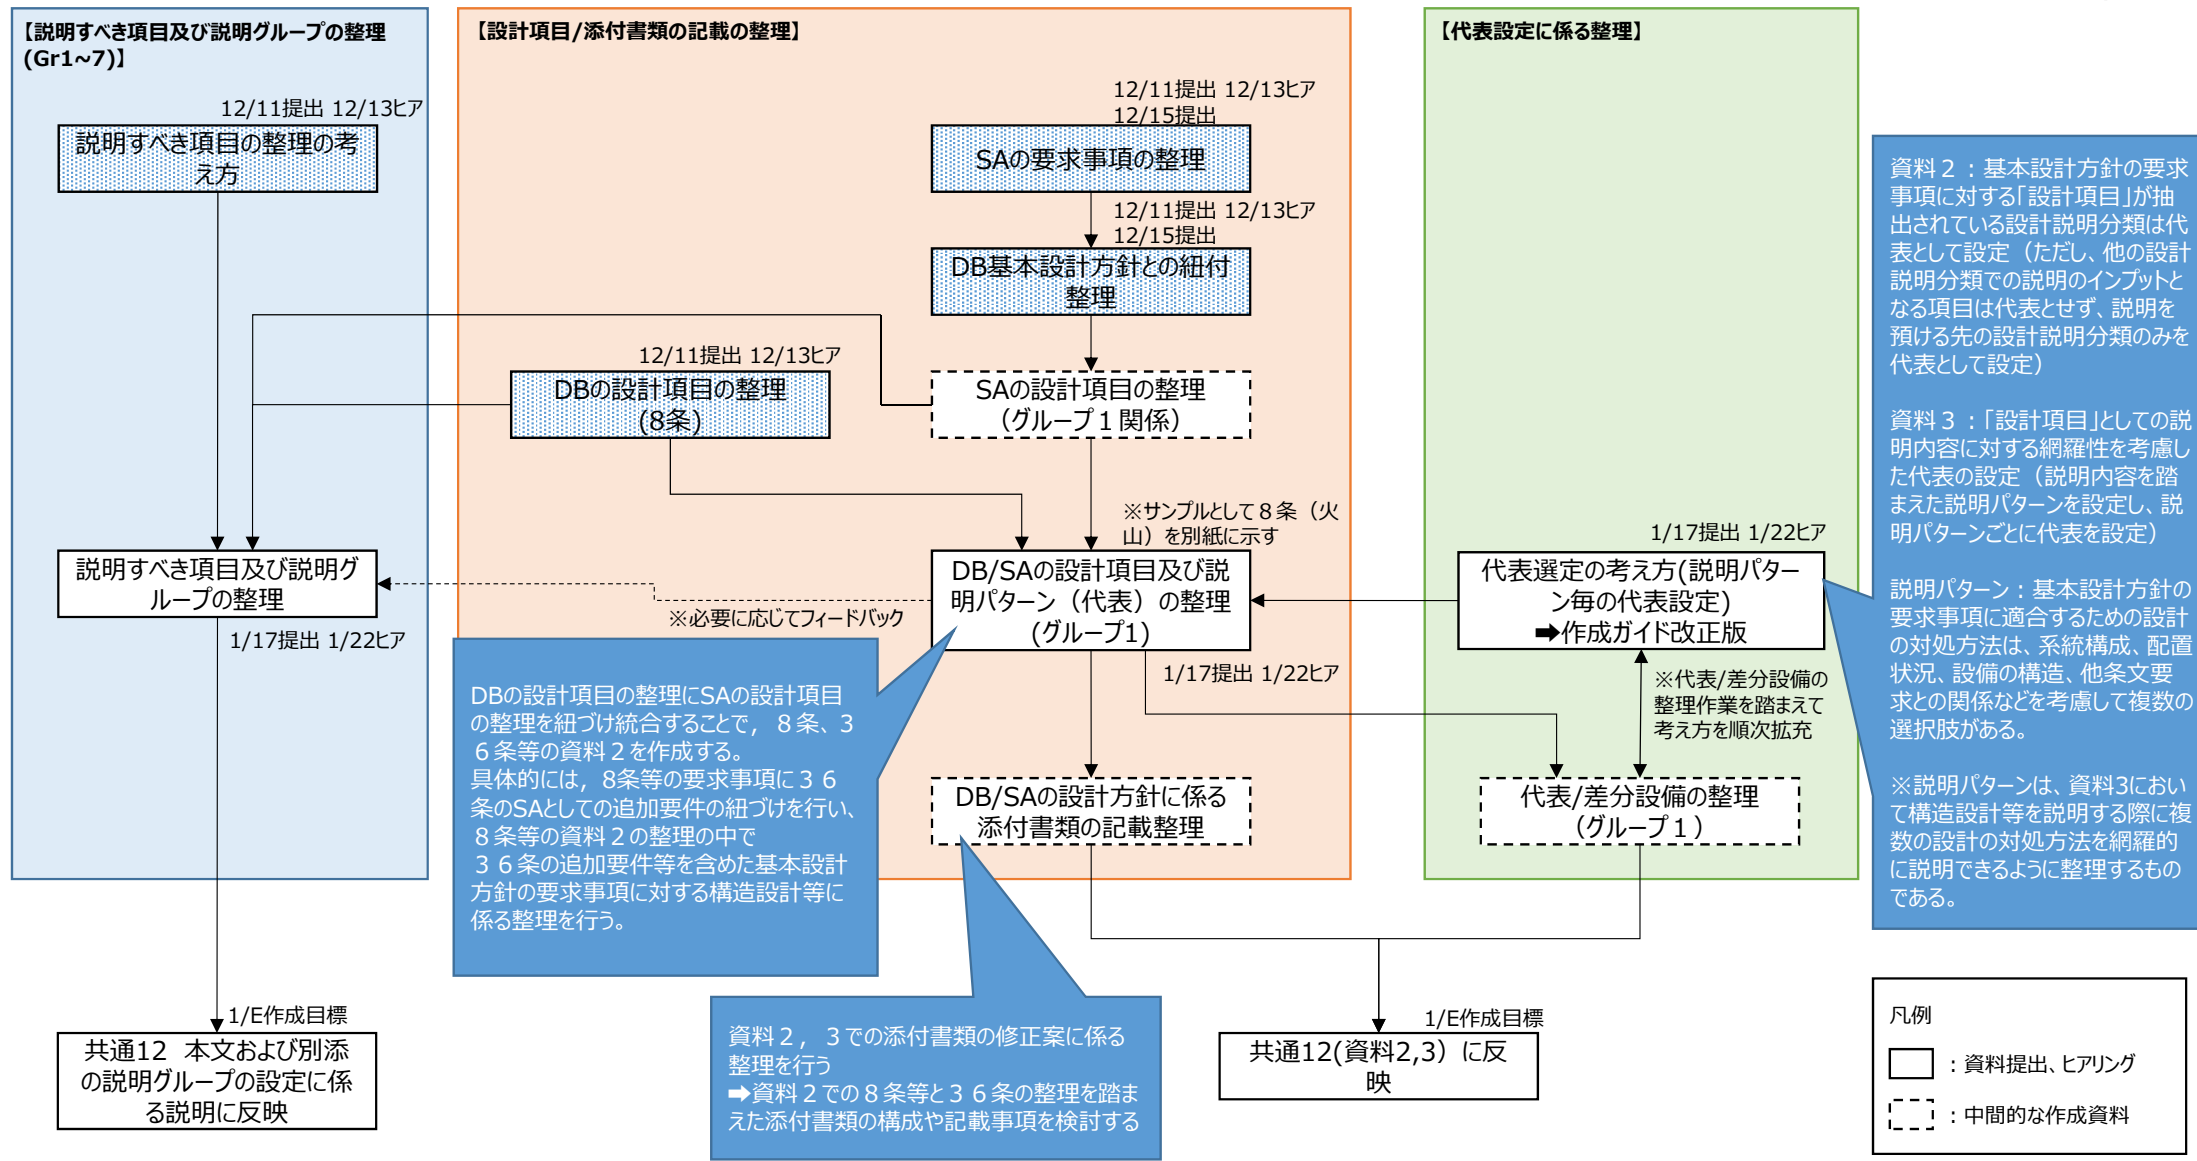 【説明すべき項目及び説明グループの整理
(Gr1~7)】
12/11提出 12/13ヒア
説明すべき項目の整理の考
え方
説明すべき項目及び説明グ
ループの整理
1/17提出 1/22ヒア
1/E作成目標
共通12 本文および別添
の説明グループの設定に係
る説明に反映
【設計項目/添付書類の記載の整理】
12/11提出 12/13ヒア
12/15提出
SAの要求事項の整理
12/11提出 12/13ヒア
12/15提出
DB基本設計方針との紐付
整理
12/11提出 12/13ヒア
DBの設計項目の整理
(8条)
SAの設計項目の整理
（グループ１関係）
※サンプルとして８条（火
山）を別紙に示す
DB/SAの設計項目及び説
明パターン（代表）の整理
(グループ1)
※必要に応じてフィードバック
1/17提出 1/22ヒア
DBの設計項目の整理にSAの設計項目
の整理を紐づけ統合することで，８条、３
６条等の資料２を作成する。
具体的には，8条等の要求事項に３６
条のSAとしての追加要件の紐づけを行い、
８条等の資料２の整理の中で
３６条の追加要件等を含めた基本設計
方針の要求事項に対する構造設計等に
係る整理を行う。
DB/SAの設計方針に係る
添付書類の記載整理
資料２，３での添付書類の修正案に係る
整理を行う
➡資料２での８条等と３６条の整理を踏ま
えた添付書類の構成や記載事項を検討する
【代表設定に係る整理】
1/17提出 1/22ヒア
代表選定の考え方(説明パター
ン毎の代表設定)
➡作成ガイド改正版
※代表/差分設備の
整理作業を踏まえて
考え方を順次拡充
代表/差分設備の整理
（グループ１）
1/E作成目標
共通12(資料2,3）に反
映
資料２：基本設計方針の要求
事項に対する「設計項目」が抽
出されている設計説明分類は代
表として設定（ただし、他の設計
説明分類での説明のインプットと
なる項目は代表とせず、説明を
預ける先の設計説明分類のみを
代表として設定）
資料３：「設計項目」としての説
明内容に対する網羅性を考慮し
た代表の設定（説明内容を踏
まえた説明パターンを設定し、説
明パターンごとに代表を設定）
説明パターン：基本設計方針の
要求事項に適合するための設計
の対処方法は、系統構成、配置
状況、設備の構造、他条文要
求との関係などを考慮して複数の
選択肢がある。
※説明パターンは、資料3におい
て構造設計等を説明する際に複
数の設計の対処方法を網羅的
に説明できるように整理するもの
である。
凡例
：資料提出、ヒアリング
：中間的な作成資料